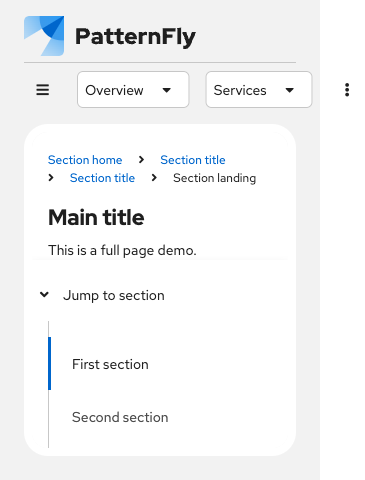 PatternFly
Overview Services
Section home Section title
Section title Section landing
Main title
This is a full page demo.
Jump to section
First section
Second section